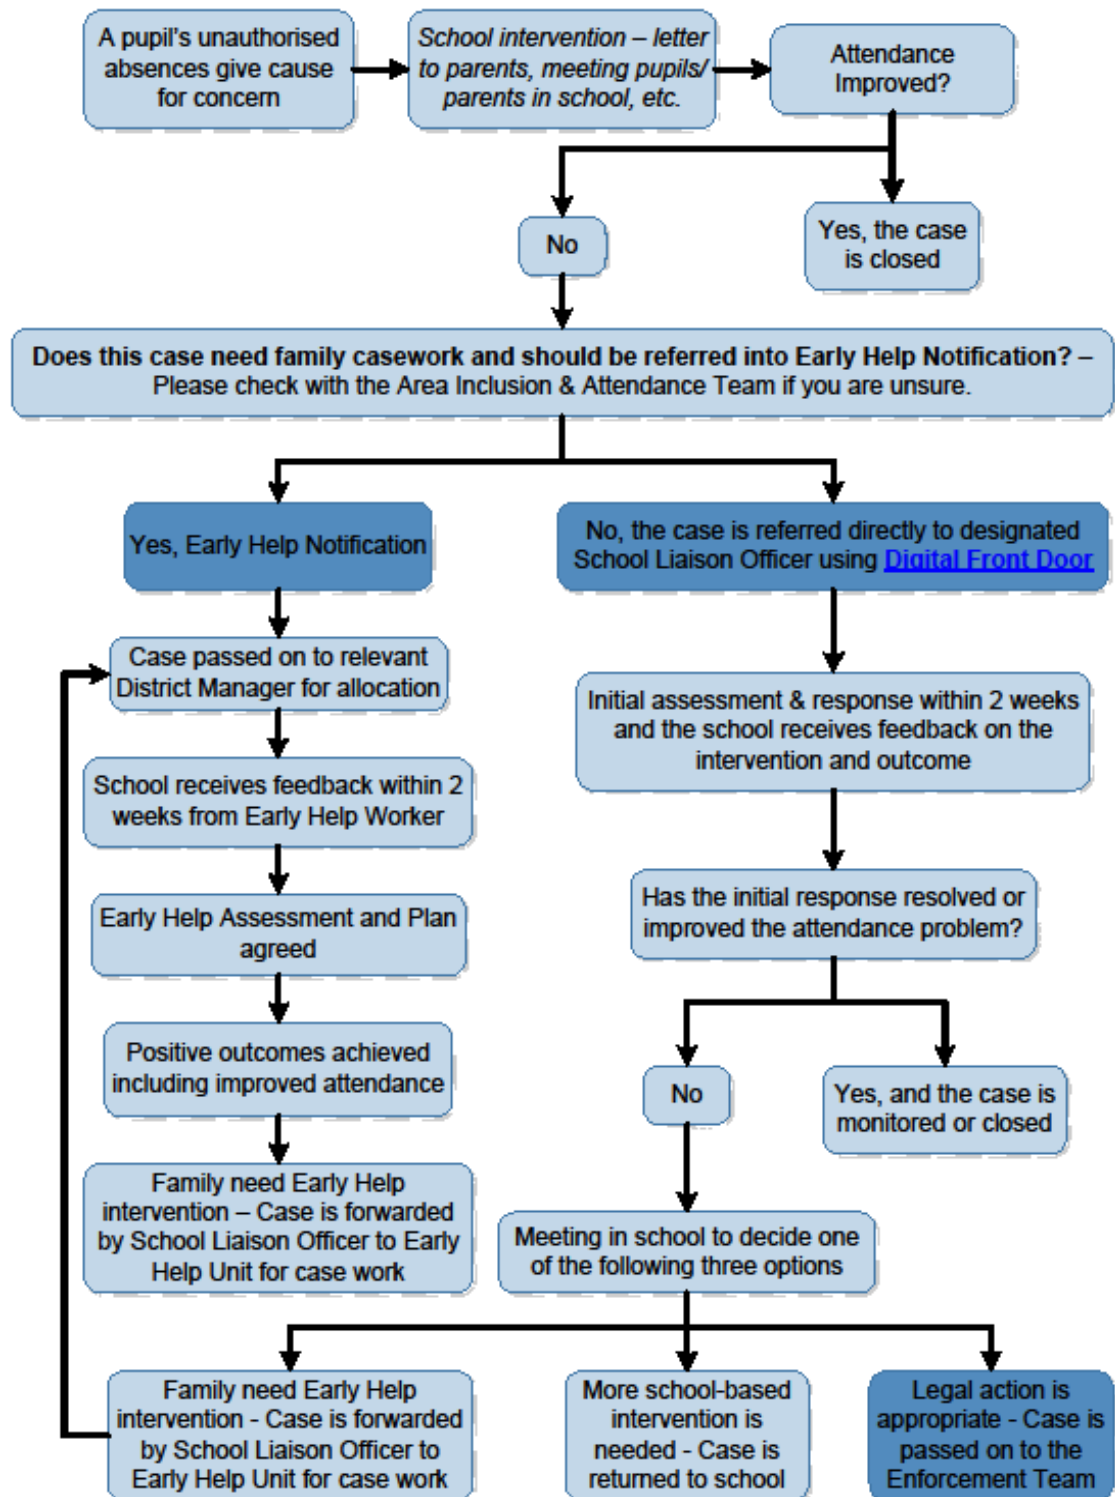 A pupil's unauthorised
absences give cause
for concern
School intervention – letter
to parents, meeting pupils/
parents in school, etc.
Attendance
Improved?
No
Yes, the case
is closed
Does this case need family casework and should be referred into Early Help Notification? –
Please check with the Area Inclusion & Attendance Team if you are unsure.
Yes, Early Help Notification
No, the case is referred directly to designated
School Liaison Officer using Digital Front Door
Case passed on to relevant
District Manager for allocation
School receives feedback within 2
weeks from Early Help Worker
Early Help Assessment and Plan
agreed
Positive outcomes achieved
including improved attendance
Family need Early Help
intervention – Case is forwarded
by School Liaison Officer to Early
Help Unit for case work
Initial assessment & response within 2 weeks
and the school receives feedback on the
intervention and outcome
Has the initial response resolved or
improved the attendance problem?
No
Yes, and the case is
monitored or closed
Meeting in school to decide one
of the following three options
Family need Early Help
intervention - Case is forwarded
by School Liaison Officer to
Early Help Unit for case work
More school-based
intervention is
needed - Case is
returned to school
Legal action is
appropriate - Case is
passed on to the
Enforcement Team